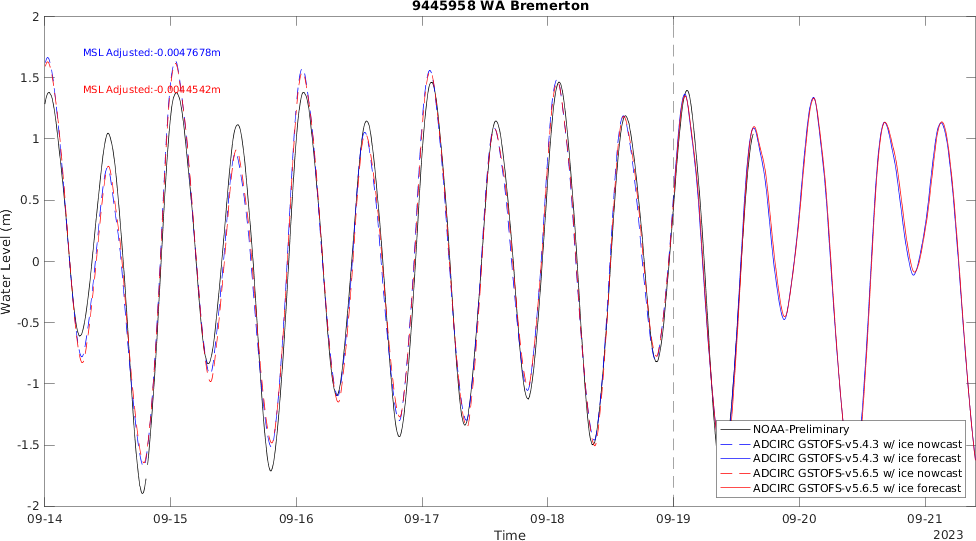 9445958 WA Bremerton
MSL Adjusted:-0.0047678m
MSL Adjusted:-0.0044542m
Water Level (m)
2
1.5
1
0.5
0
-0.5
-1
-1.5
-2
NOAA-Preliminary
ADCIRC GSTOFS-v5.4.3 w/ ice nowcast
ADCIRC GSTOFS-v5.4.3 w/ ice forecast
ADCIRC GSTOFS-v5.6.5 w/ ice nowcast
ADCIRC GSTOFS-v5.6.5 w/ ice forecast
09-14 09-15 09-16 09-17 09-18 09-19 09-20 09-21
Time
2023